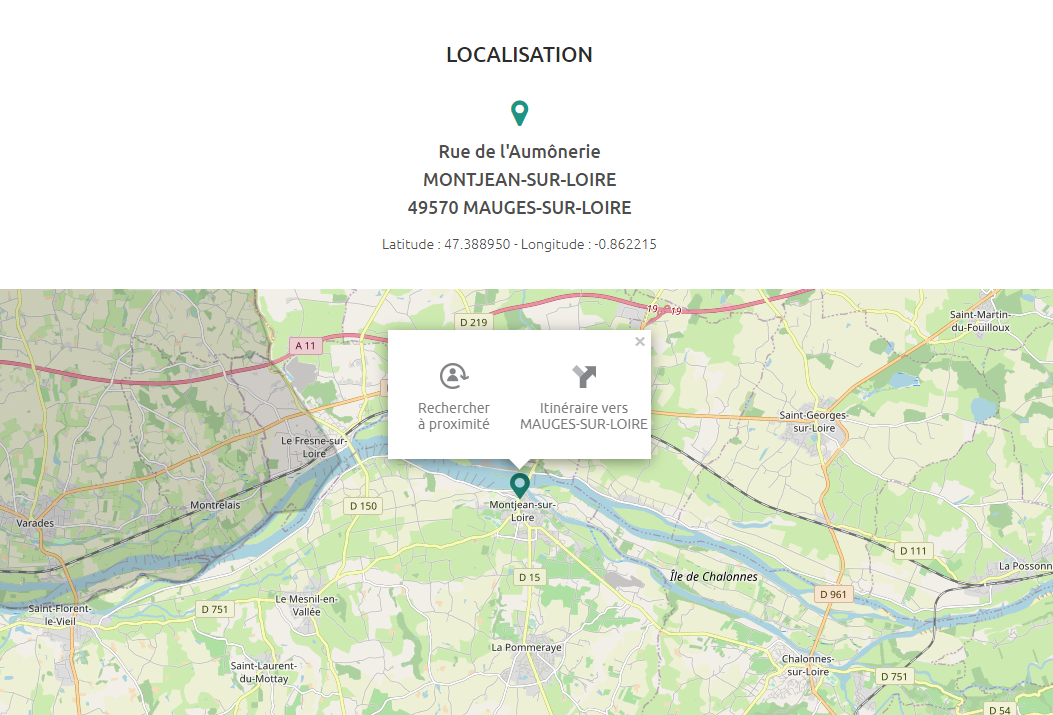 LOCALISATION
Rue de l'Aumônerie
MONTJEAN-SUR-LOIRE
49570 MAUGES-SUR-LOIRE
Latitude : 47.388950 - Longitude : -0.862215
19
19
Saint-Martin-
du-Fouilloux
D 219
A 11
×
Rechercher
à proximité
Itinéraire vers
MAUGES-SUR-LOIRE
Saint-Georges-
sur-Loire
Le Fresne-sur-
Loire
Montrelais
D 150
Montjean-sur-
Loire
Varades
D 111
La Possonn
D 15
Île de Chalonnes
D 961
Saint-Florent-
le-Vieil
D 751
Le Mesnil-en-
Vallée
La Pommeraye
Saint-Laurent-
du-Mottay
Chalonnes-
sur-Loire
D 751
D 54